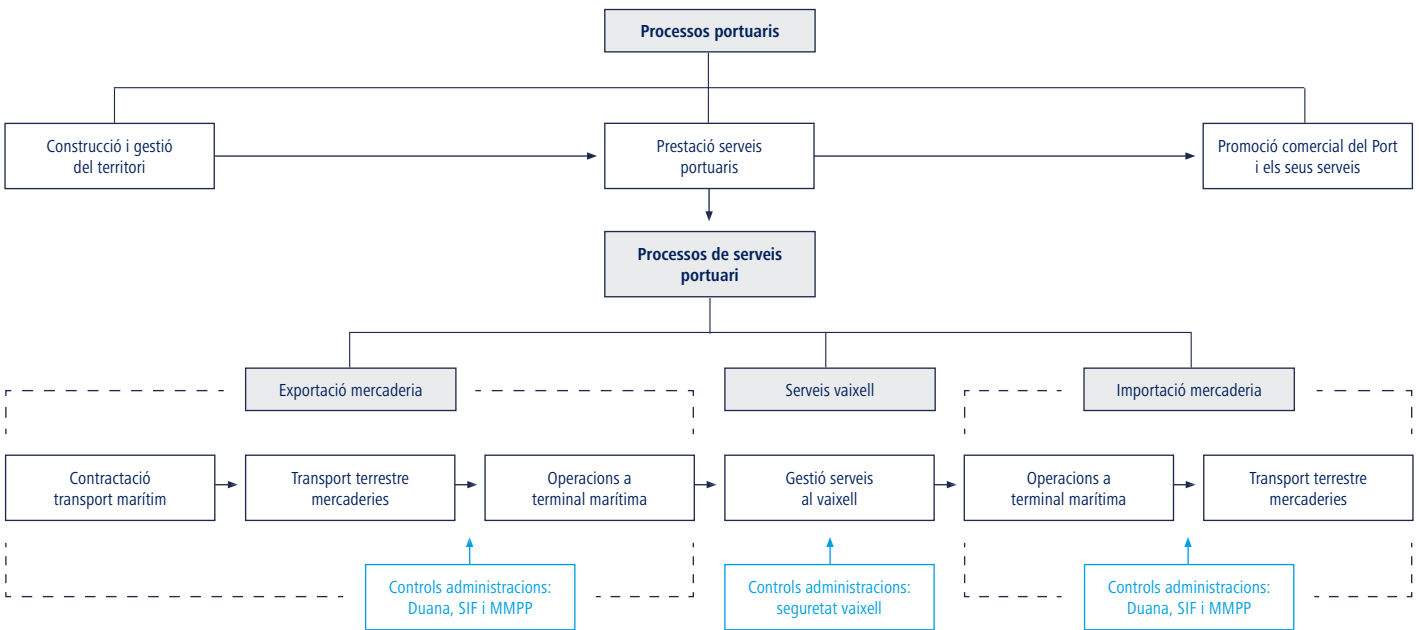 Processos portuaris
Construcció i gestió
del territori
Prestació serveis
portuaris
Promoció comercial del Port
i els seus serveis
Processos de serveis
portuari
Exportació mercaderia
Serveis vaixell
Importació mercaderia
Contractació
transport marítim
Transport terrestre
mercaderies
Operacions a
terminal marítima
Gestió serveis
al vaixell
Operacions a
terminal marítima
Transport terrestre
mercaderies
Controls administracions:
Duana, SIF i MMPP
Controls administracions:
seguretat vaixell
Controls administracions:
Duana, SIF i MMPP